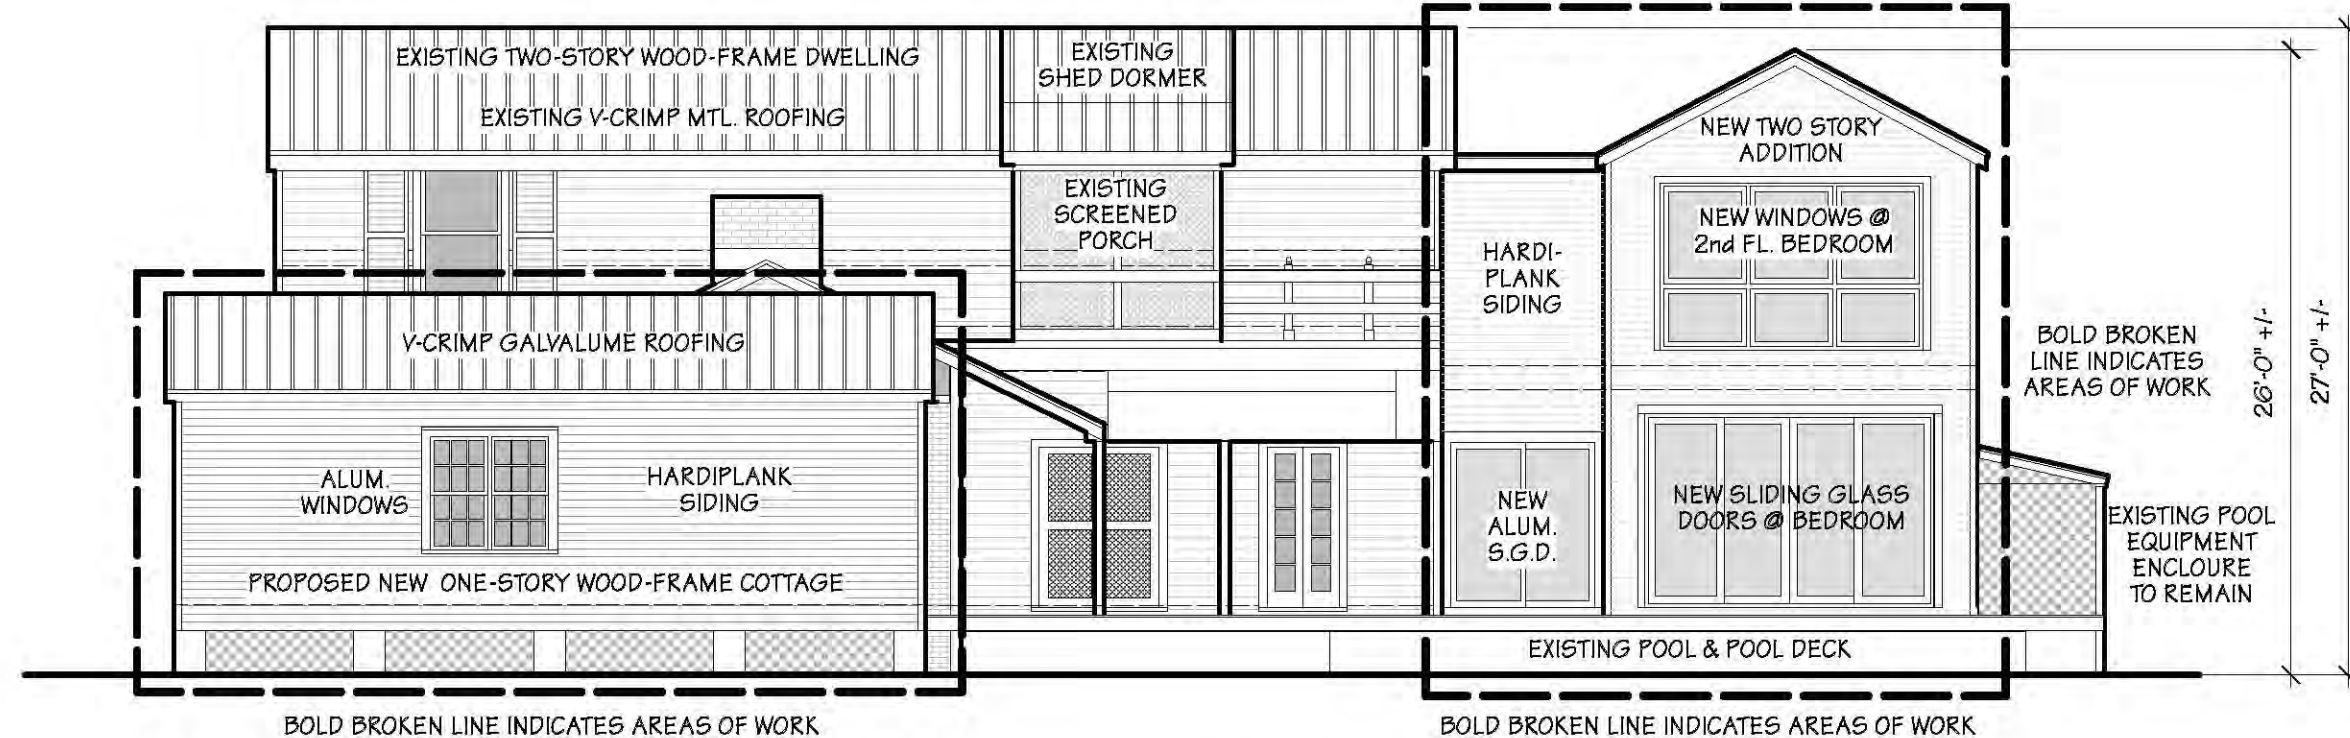 EXISTING TWO-STORY WOOD-FRAME DWELLING
EXISTING V-CRIMP MTL. ROOFING
EXISTING
SHED DORMER
NEW TWO STORY
ADDITION
EXISTING
SCREENED
PORCH
NEW WINDOWS @
2nd FL. BEDROOM
HARDI-
PLANK
SIDING
V-CRIMP GALVALUME ROOFING
BOLD BROKEN
LINE INDICATES
AREAS OF WORK
26'-0" +/-
27'-0" +/-
ALUM.
WINDOWS
HARDIPLANK
SIDING
NEW
ALUM.
S.G.D.
NEW SLIDING GLASS
DOORS @ BEDROOM
EXISTING POOL
EQUIPMENT
ENCLOURE
TO REMAIN
PROPOSED NEW ONE-STORY WOOD-FRAME COTTAGE
EXISTING POOL & POOL DECK
BOLD BROKEN LINE INDICATES AREAS OF WORK
BOLD BROKEN LINE INDICATES AREAS OF WORK